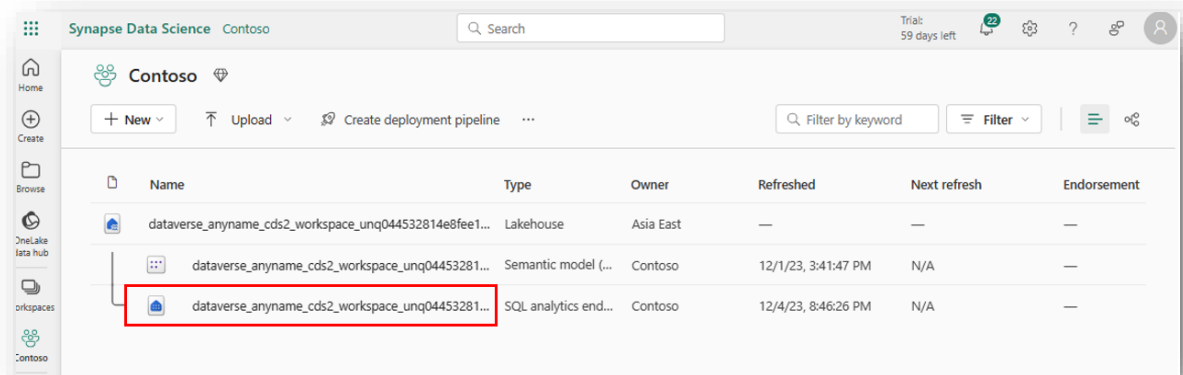 Synapse Data Science Contoso
Search
Trial:
59 days left
22
Home
Create
Browse
OneLake
data hub
Workspaces
Contoso
Contoso
New
Upload
Create deployment pipeline
...
Filter by keyword
Filter
Name Type Owner Refreshed Next refresh Endorsement
dataverse_anyname_cds2_workspace_unq044532814e8fee1... Lakehouse Asia East — — —
dataverse_anyname_cds2_workspace_unq04453281... Semantic model (... Contoso 12/1/23, 3:41:47 PM N/A —
dataverse_anyname_cds2_workspace_unq04453281... SQL analytics end... Contoso 12/4/23, 8:46:26 PM N/A —